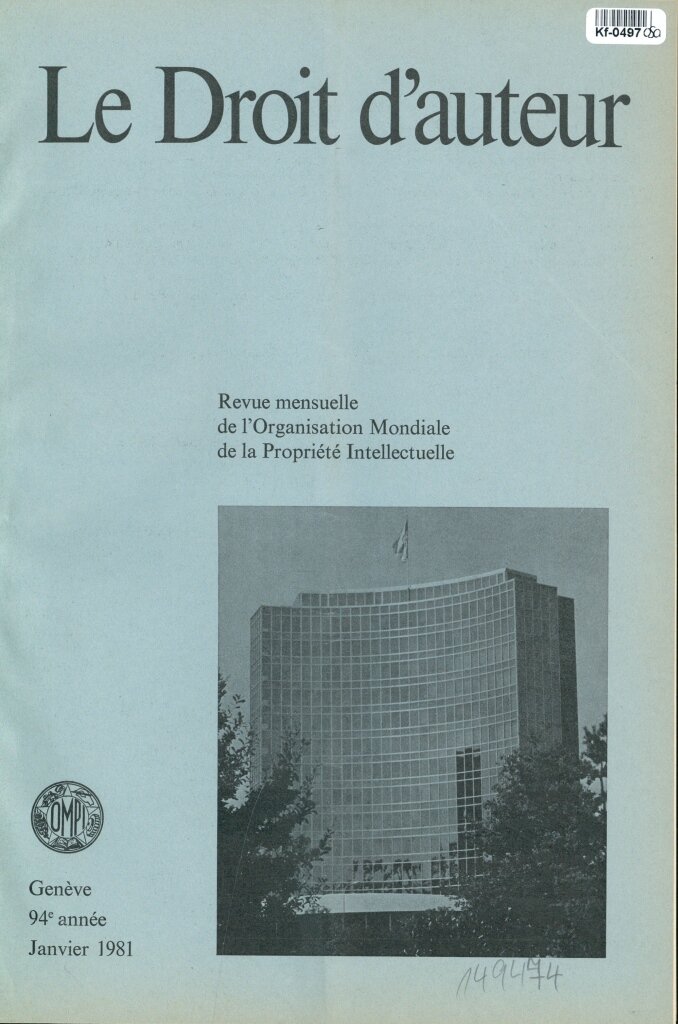 Kf-0497
Le Droit d'auteur
Revue mensuelle
de l'Organisation Mondiale
de la Propriété Intellectuelle
OMPI
Genève
94e année
Janvier 1981